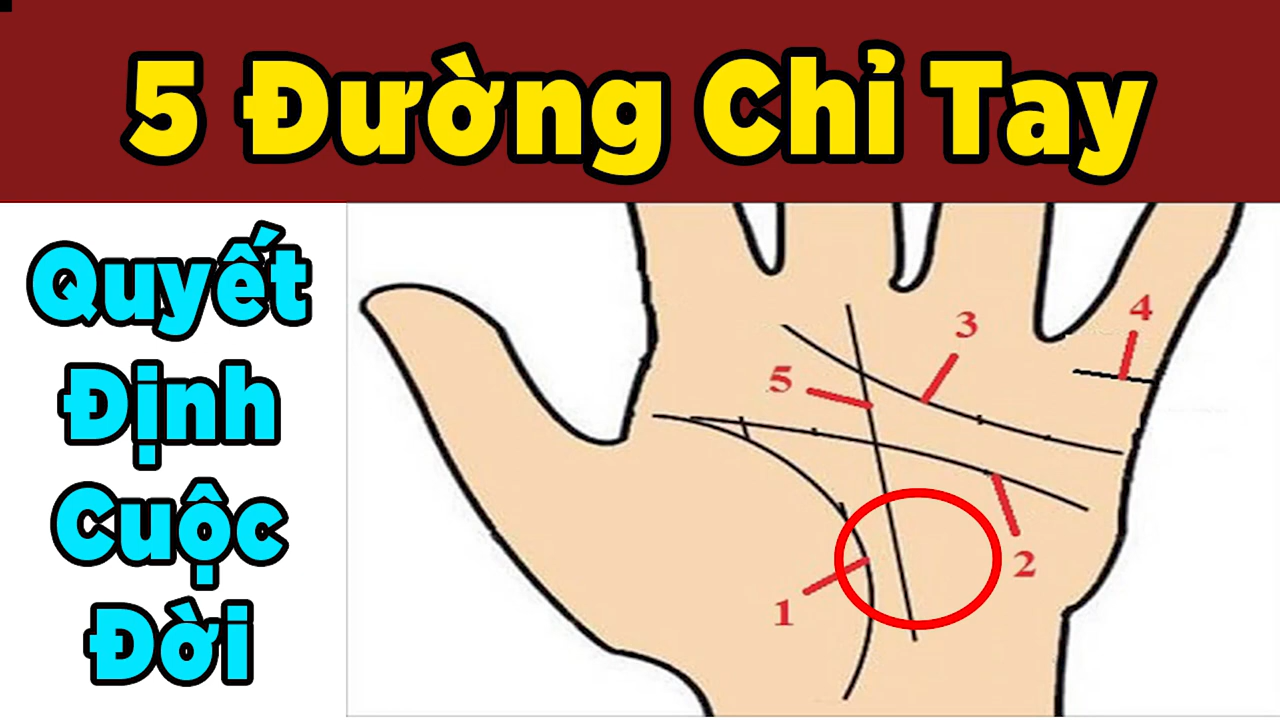 5 Đường Chỉ Tay
Quyết
Định
Cuộc
Đời
3
4
5
2
1